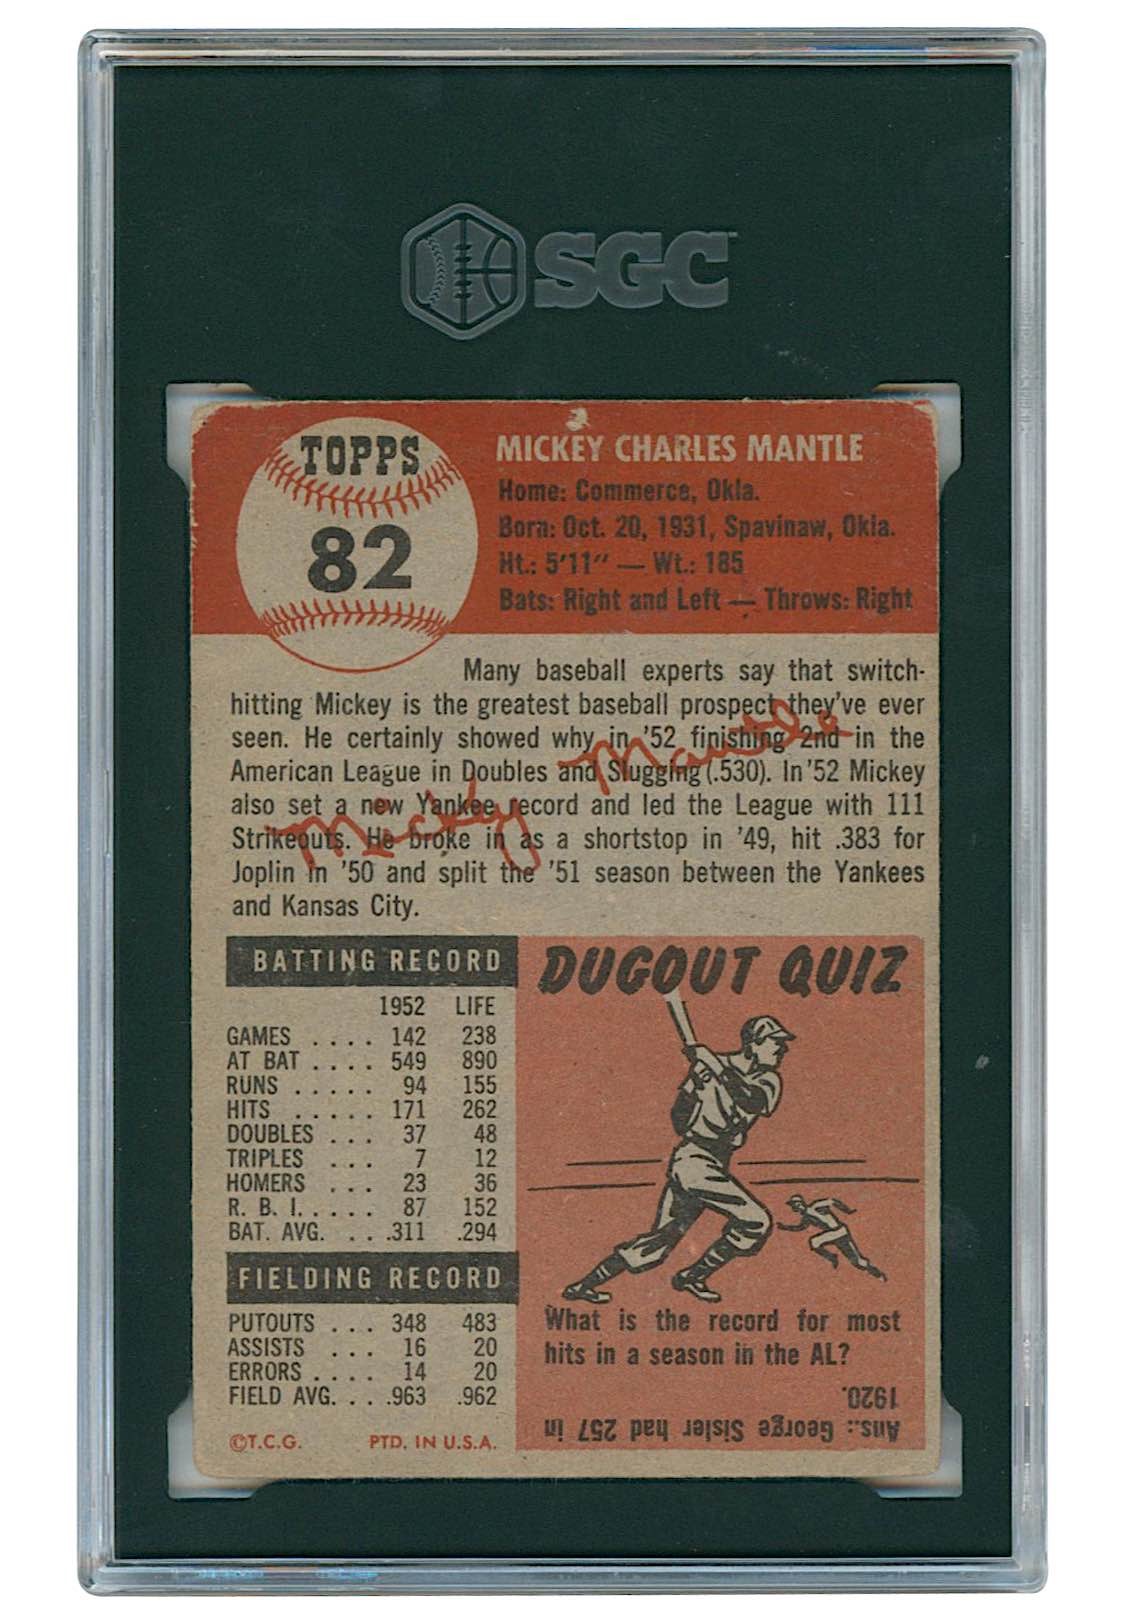 SGC
TOPPS
82
MICKEY CHARLES MANTLE
Home: Commerce, Okla.
Born: Oct. 20, 1931, Spavinaw, Okla.
Ht.: 5'11" — Wt.: 185
Bats: Right and Left — Throws: Right
Many baseball experts say that switch-
hitting Mickey is the greatest baseball prospect they've ever
seen. He certainly showed why in '52 finishing 2nd in the
American League in Doubles and Slugging (.530). In '52 Mickey
also set a new Yankee record and led the League with 111
Strikeouts. He broke in as a shortstop in '49, hit .383 for
Joplin in '50 and split the '51 season between the Yankees
and Kansas City.
Micky Mantle
BATTING RECORD
1952 LIFE
GAMES .... 142 238
AT BAT .... 549 890
RUNS ..... 94 155
HITS ..... 171 262
DOUBLES ... 37 48
TRIPLES ... 7 12
HOMERS ... 23 36
R. B. I. .... 87 152
BAT. AVG. ... .311 .294
FIELDING RECORD
PUTOUTS ... 348 483
ASSISTS ... 16 20
ERRORS .... 14 20
FIELD AVG. ... .963 .962
©T.C.G. PTD. IN U.S.A.
DUGOUT QUIZ
What is the record for most
hits in a season in the AL?
Ans.: George Sisler had 257 in
1920.